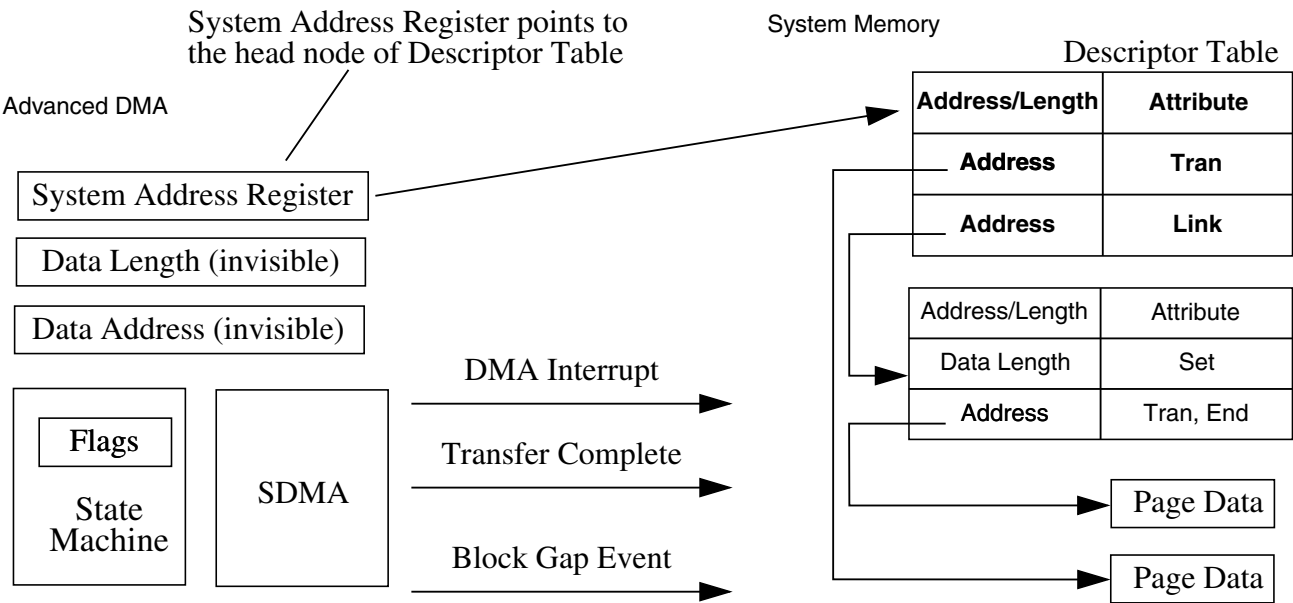 System Address Register points to
the head node of Descriptor Table
System Memory
Descriptor Table
Advanced DMA
Address/Length Attribute
Address Tran
Address Link
System Address Register
Data Length (invisible)
Data Address (invisible)
Address/Length Attribute
Data Length Set
Address Tran, End
DMA Interrupt
Flags
State
Machine
SDMA
Transfer Complete
Block Gap Event
Page Data
Page Data